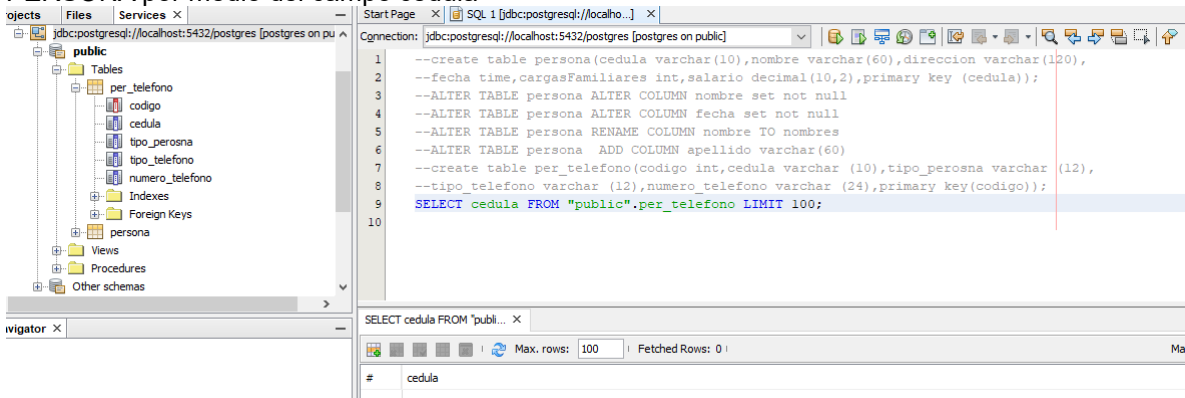 PERSONA por medio del campo cedula
rojects Files Services ×
jdbc:postgresql://localhost:5432/postgres [postgres on pu
public
Tables
per_telefono
codigo
cedula
tipo_perosna
tipo_telefono
numero_telefono
Indexes
Foreign Keys
persona
Views
Procedures
Other schemas
avigator ×
Start Page × SQL 1 [jdbc:postgresql://localho...] ×
Connection: jdbc:postgresql://localhost:5432/postgres [postgres on public]
1 --create table persona(cedula varchar(10),nombre varchar(60),direccion varchar(120),
2 --fecha time,cargasFamiliares int,salario decimal(10,2),primary key (cedula));
3 --ALTER TABLE persona ALTER COLUMN nombre set not null
4 --ALTER TABLE persona ALTER COLUMN fecha set not null
5 --ALTER TABLE persona RENAME COLUMN nombre TO nombres
6 --ALTER TABLE persona  ADD COLUMN apellido varchar(60)
7 --create table per_telefono(codigo int,cedula varchar (10),tipo_perosna varchar (12),
8 --tipo_telefono varchar (12),numero_telefono varchar (24),primary key(codigo));
9 SELECT cedula FROM "public".per_telefono LIMIT 100;
10
SELECT cedula FROM "publi... ×
Max. rows: 100 Fetched Rows: 0 Ma
# cedula